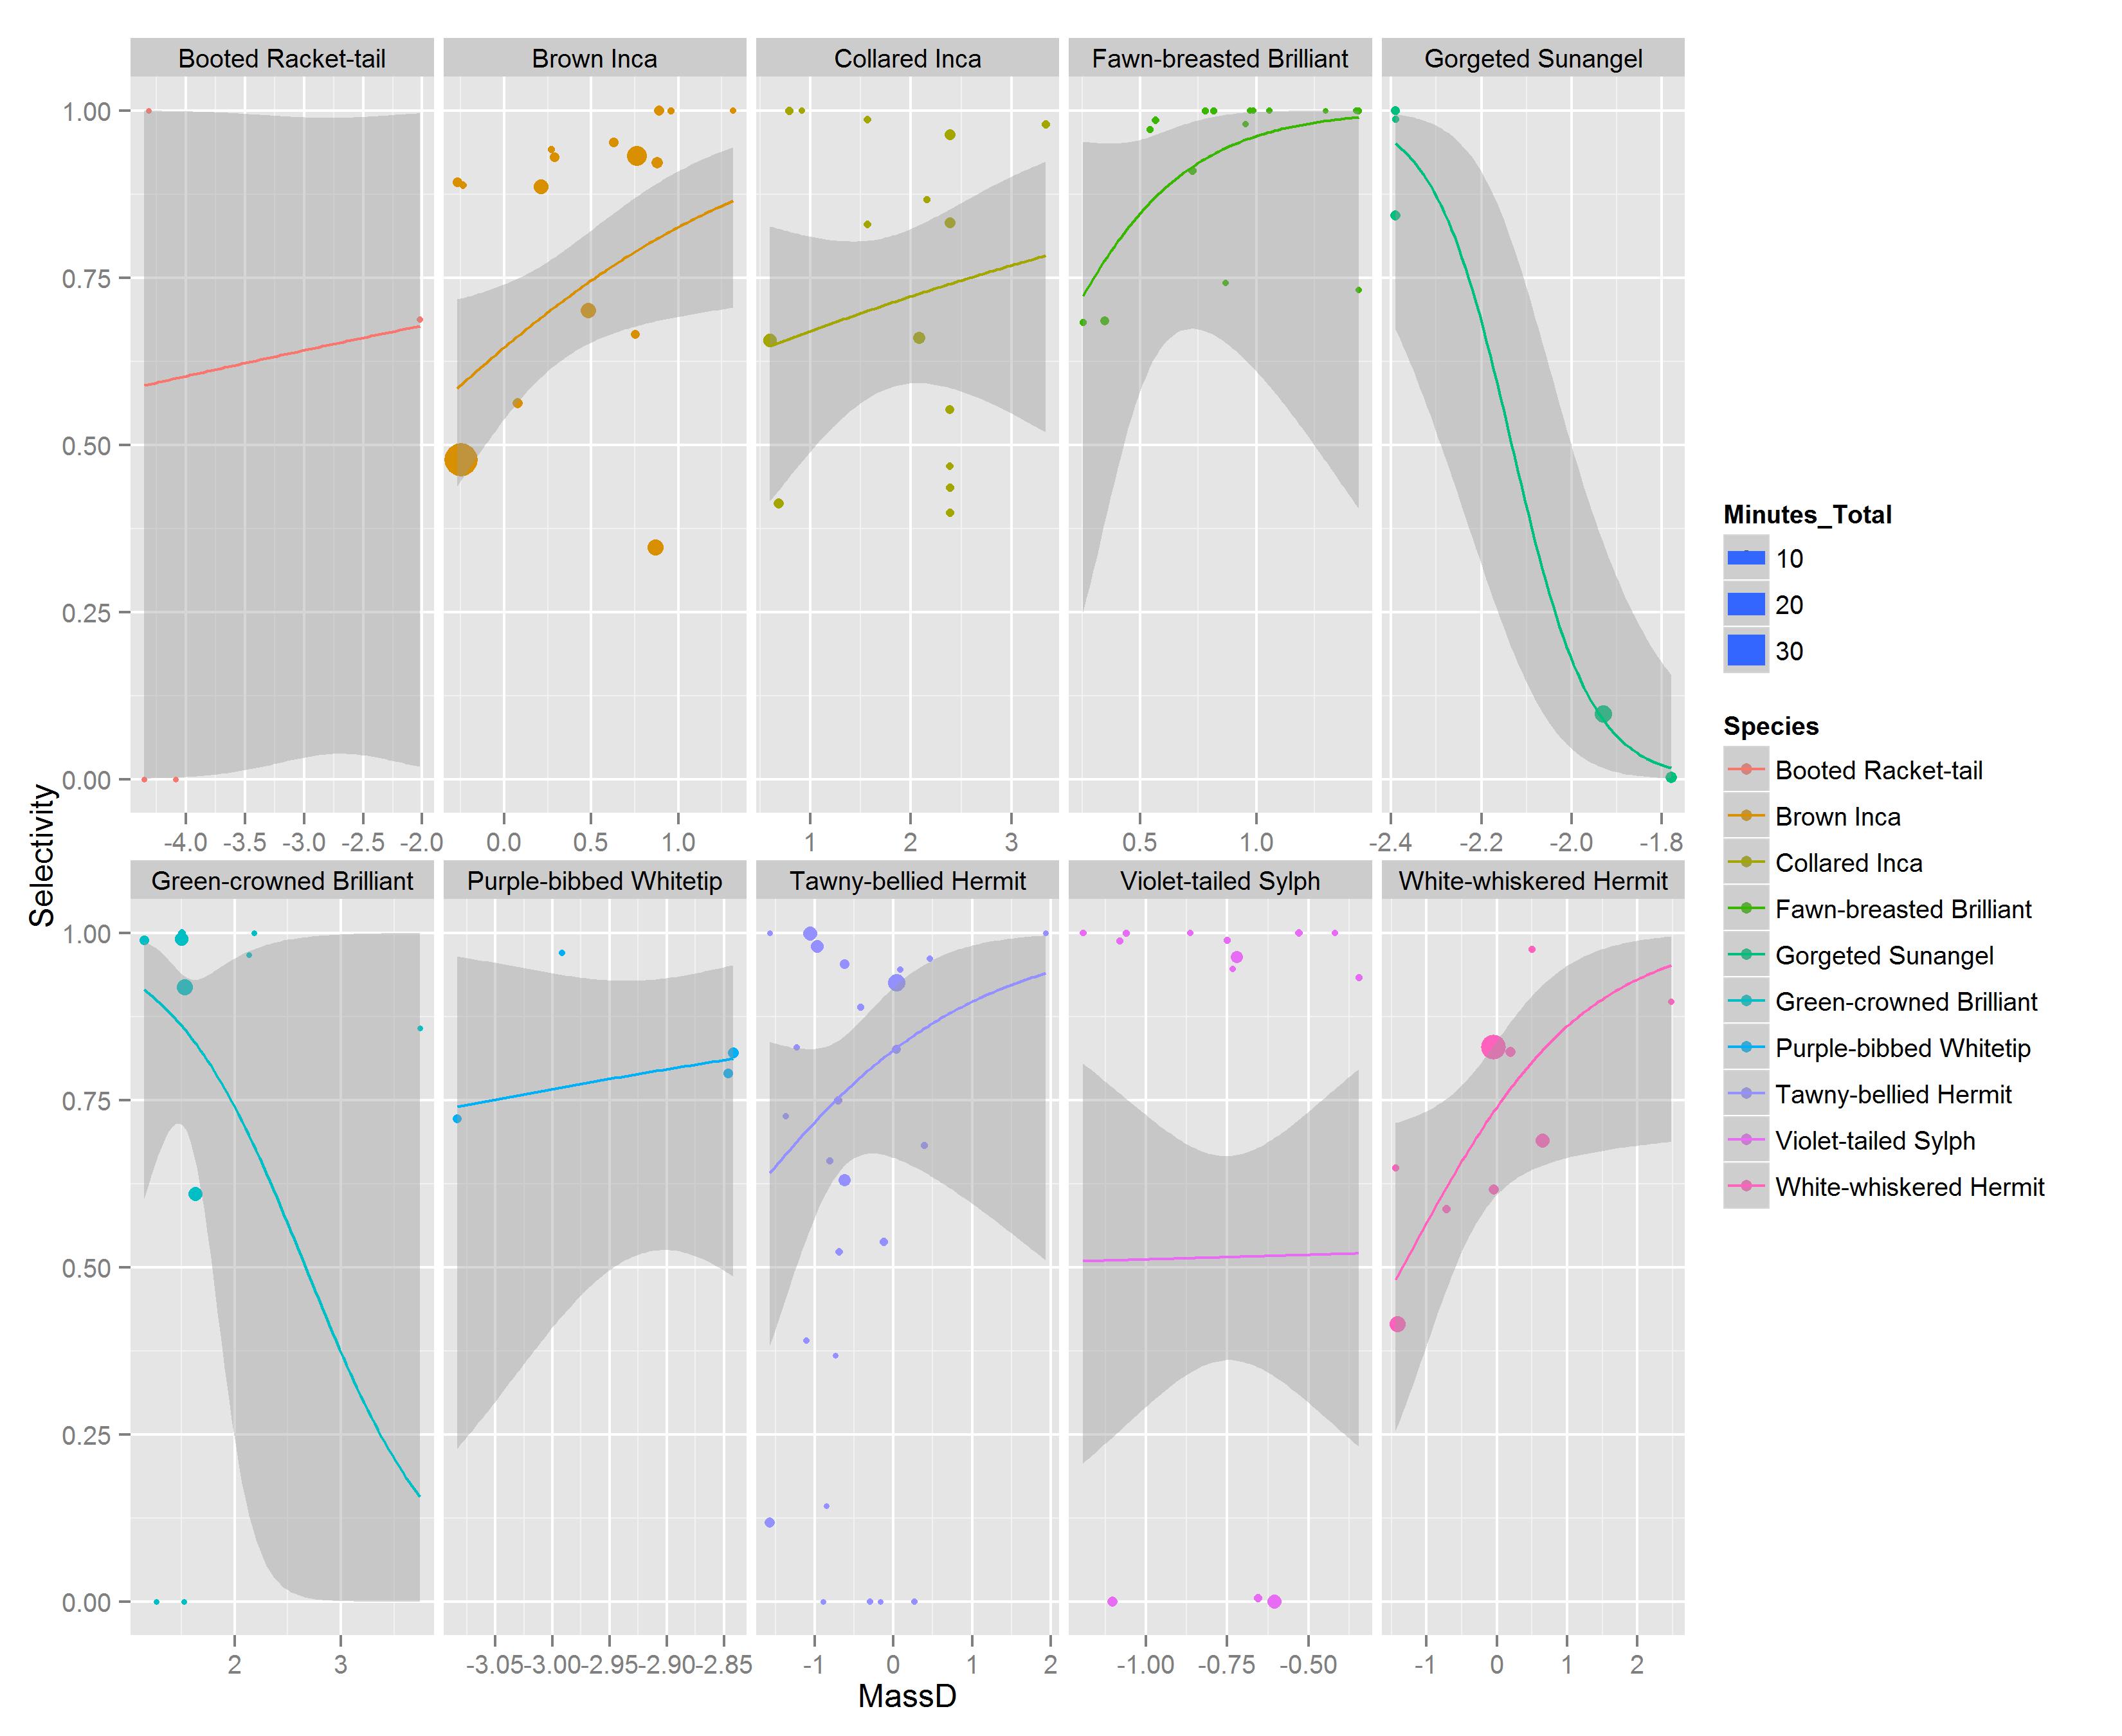 Booted Racket-tail Brown Inca Collared Inca Fawn-breasted Brilliant Gorgeted Sunangel
1.00
0.75
0.50
0.25
0.00
-4.0 -3.5 -3.0 -2.5 -2.0 0.0 0.5 1.0 1 2 3 0.5 1.0 -2.4 -2.2 -2.0 -1.8
Green-crowned Brilliant Purple-bibbed Whitetip Tawny-bellied Hermit Violet-tailed Sylph White-whiskered Hermit
1.00
0.75
0.50
0.25
0.00
2 3 -3.05 -3.00 -2.95 -2.90 -2.85 -1 0 1 2 -1.00 -0.75 -0.50 -1 0 1 2
MassD
Selectivity
Minutes_Total
10
20
30
Species
Booted Racket-tail
Brown Inca
Collared Inca
Fawn-breasted Brilliant
Gorgeted Sunangel
Green-crowned Brilliant
Purple-bibbed Whitetip
Tawny-bellied Hermit
Violet-tailed Sylph
White-whiskered Hermit